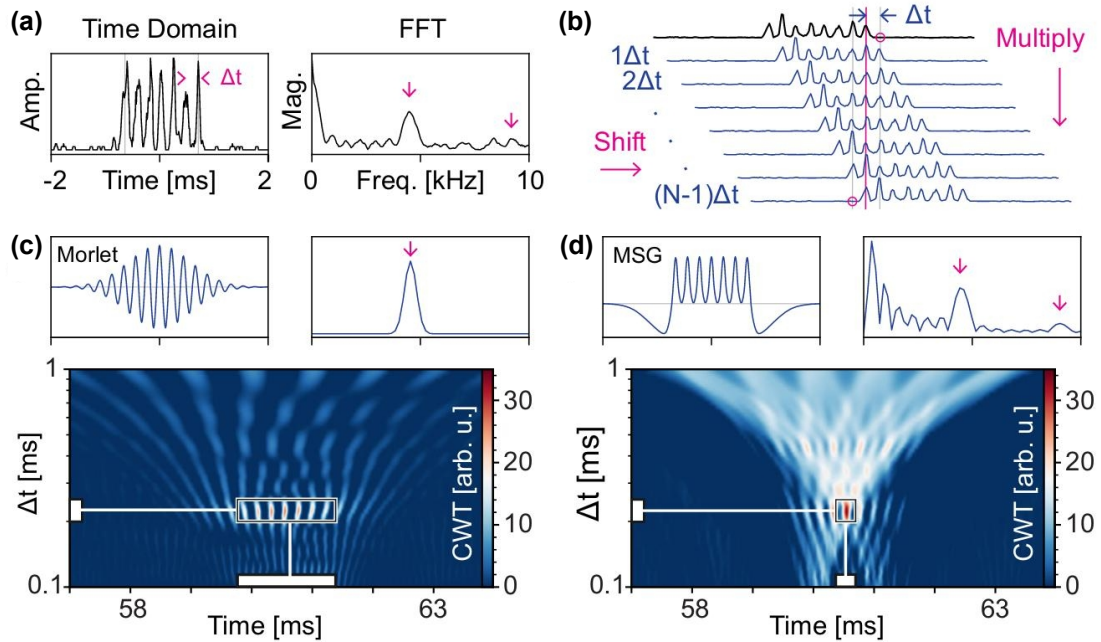 (a)
Time Domain
FFT
Amp.
Δt
-2
Time [ms]
2
Mag.
0
Freq. [kHz]
10
(b)
Δt
Multiply
1Δt
2Δt
Shift
(N-1)Δt
(c)
Morlet
1
Δt [ms]
0.1
58
63
Time [ms]
CWT [arb. u.]
30
20
10
0
(d)
MSG
1
Δt [ms]
0.1
58
63
Time [ms]
CWT [arb. u.]
30
20
10
0